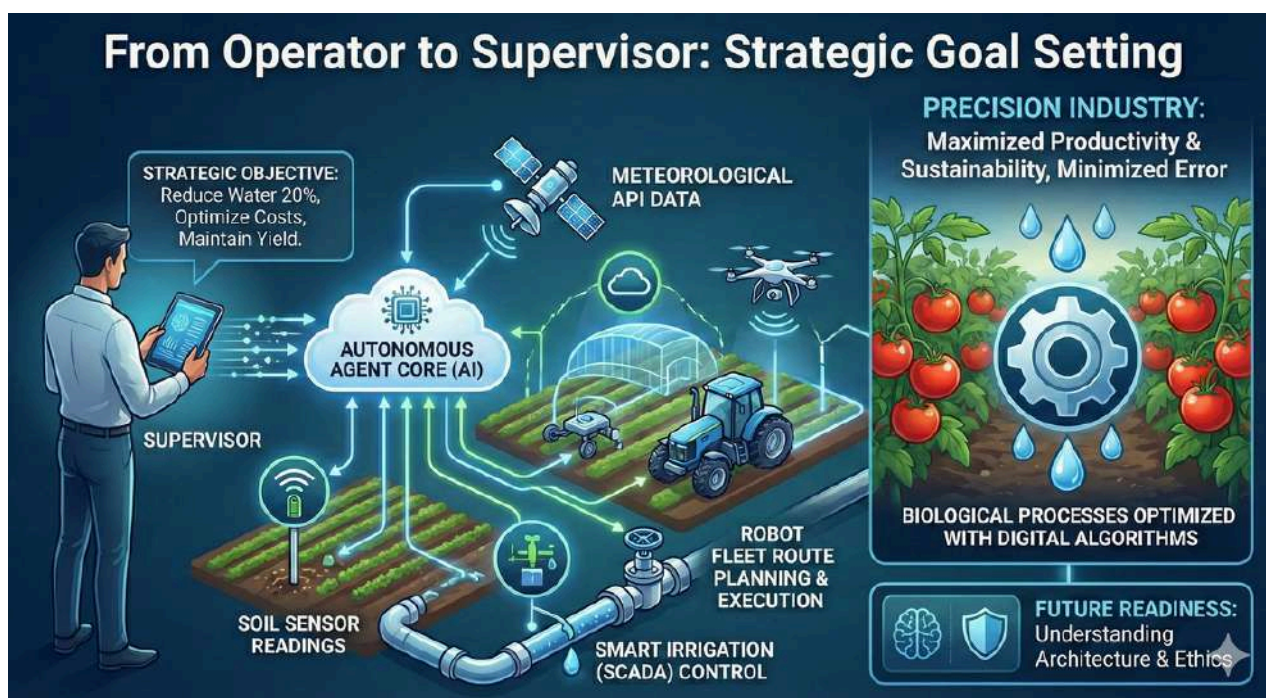 From Operator to Supervisor: Strategic Goal Setting
STRATEGIC OBJECTIVE:
Reduce Water 20%,
Optimize Costs,
Maintain Yield.
SUPERVISOR
AUTONOMOUS
AGENT CORE (AI)
METEOROLOGICAL
API DATA
SOIL SENSOR
READINGS
SMART IRRIGATION
(SCADA) CONTROL
ROBOT
FLEET ROUTE
PLANNING &
EXECUTION
PRECISION INDUSTRY:
Maximized Productivity &
Sustainability, Minimized Error
BIOLOGICAL PROCESSES OPTIMIZED
WITH DIGITAL ALGORITHMS
FUTURE READINESS:
Understanding
Architecture & Ethics